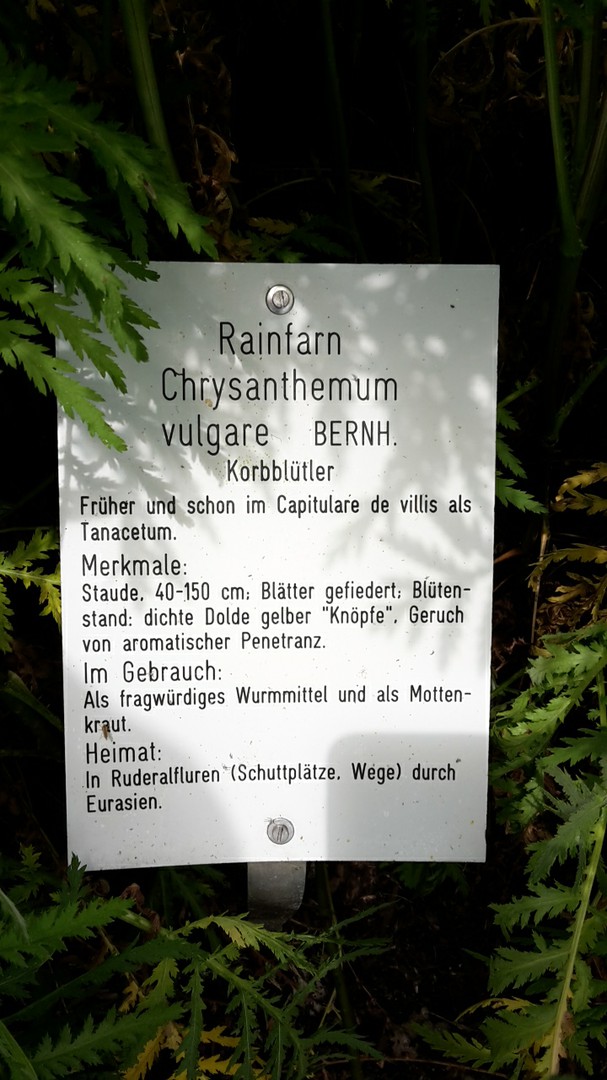 Rainfarn
Chrysanthemum
vulgare BERNH.
Korbblütler
Früher und schon im Capitulare de villis als
Tanacetum.
Merkmale:
Staude, 40-150 cm; Blätter gefiedert; Blüten-
stand: dichte Dolde gelber "Knöpfe", Geruch
von aromatischer Penetranz.
Im Gebrauch:
Als fragwürdiges Wurmmittel und als Motten-
kraut.
Heimat:
In Ruderalfluren (Schuttplätze, Wege) durch
Eurasien.